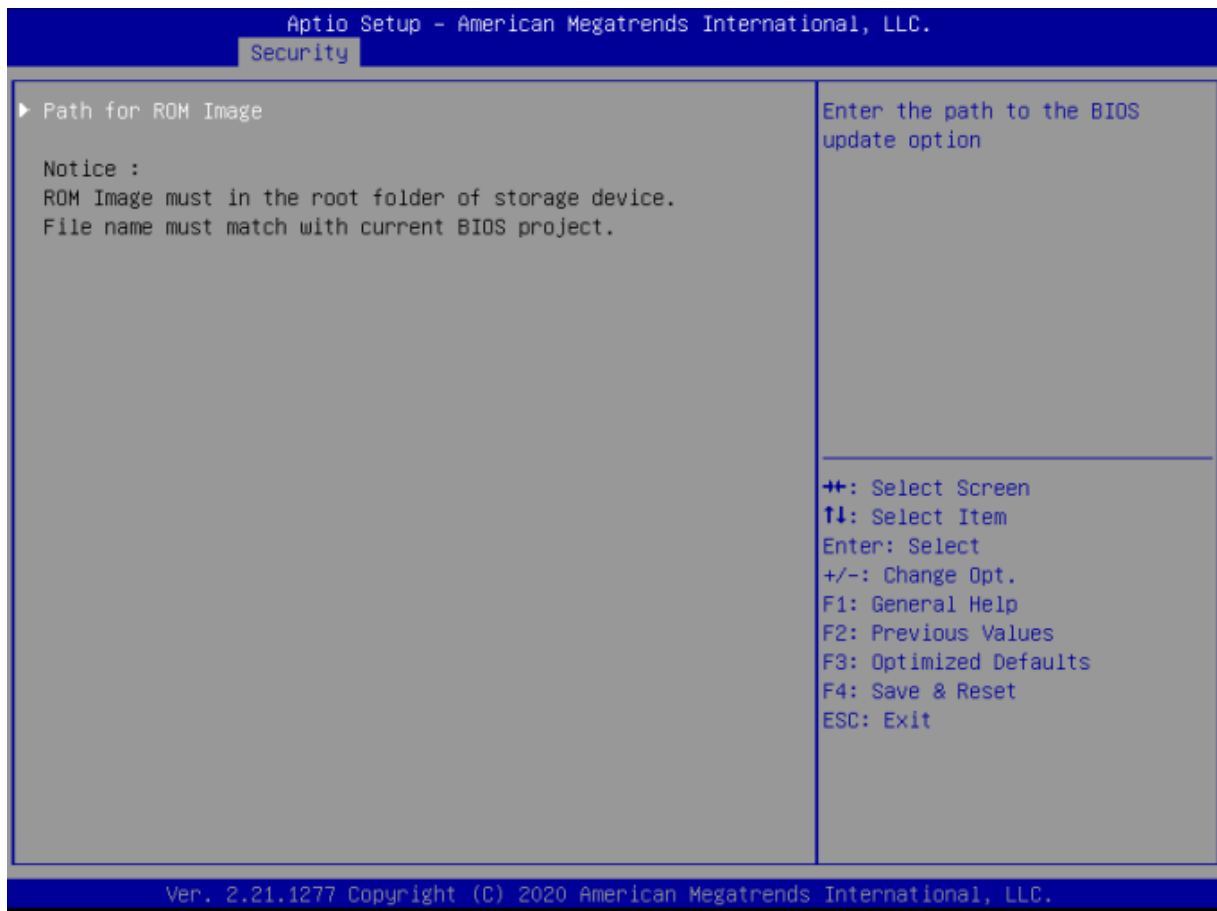 Aptio Setup – American Megatrends International, LLC.
Security
Path for ROM Image
Notice :
ROM Image must in the root folder of storage device.
File name must match with current BIOS project.
Enter the path to the BIOS
update option
→←: Select Screen
↑↓: Select Item
Enter: Select
+/-: Change Opt.
F1: General Help
F2: Previous Values
F3: Optimized Defaults
F4: Save & Reset
ESC: Exit
Ver. 2.21.1277 Copyright (C) 2020 American Megatrends International, LLC.